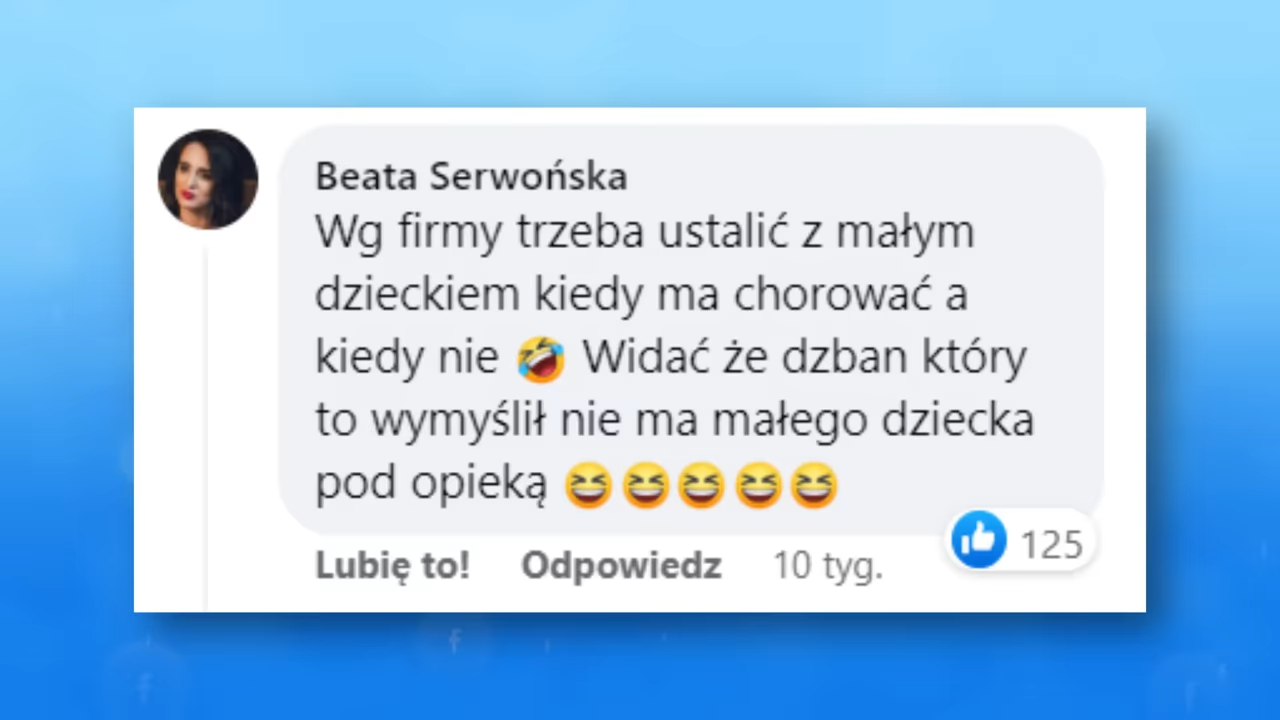 Beata Serwońska
Wg firmy trzeba ustalić z małym
dzieckiem kiedy ma chorować a
kiedy nie 🤣 Widać że dzban który
to wymyślił nie ma małego dziecka
pod opieką 😆😆😆😆😆
125
Lubię to! Odpowiedz 10 tyg.